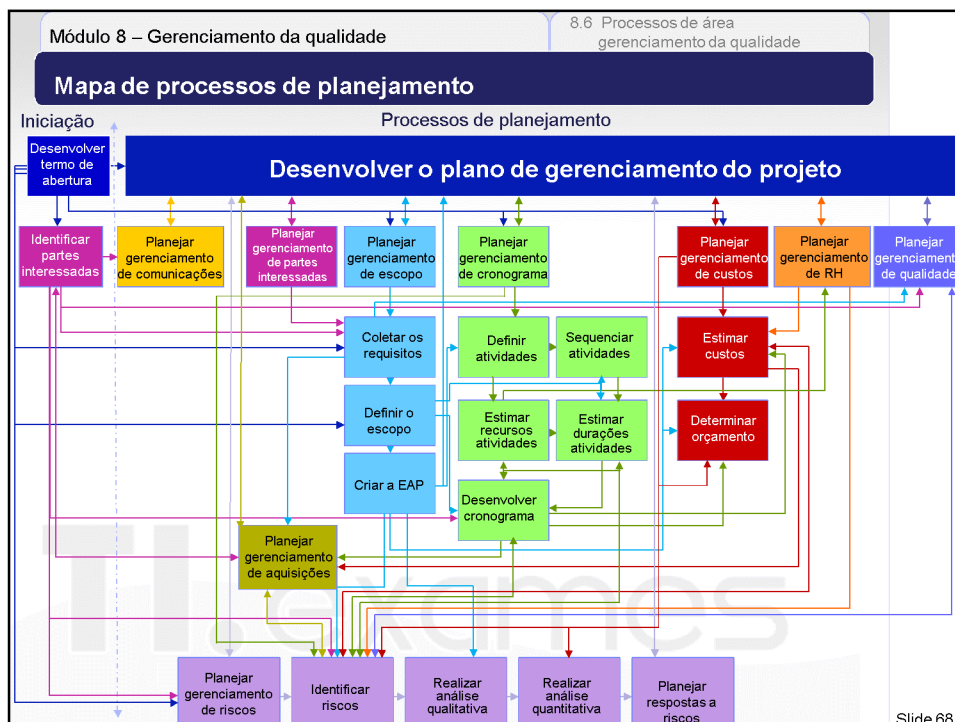 Módulo 8 – Gerenciamento da qualidade
8.6 Processos de área
gerenciamento da qualidade
Mapa de processos de planejamento
Iniciação
Processos de planejamento
Desenvolver
termo de
abertura
Desenvolver o plano de gerenciamento do projeto
Identificar
partes
interessadas
Planejar
gerenciamento
de comunicações
Planejar
gerenciamento
de partes
interessadas
Planejar
gerenciamento
de escopo
Planejar
gerenciamento
de cronograma
Planejar
gerenciamento
de custos
Planejar
gerenciamento
de RH
Planejar
gerenciamento
de qualidade
Coletar os
requisitos
Definir
atividades
Sequenciar
atividades
Estimar
custos
Definir o
escopo
Estimar
recursos
atividades
Estimar
durações
atividades
Determinar
orçamento
Criar a EAP
Desenvolver
cronograma
Planejar
gerenciamento
de aquisições
TI.exames
Planejar
gerenciamento
de riscos
Identificar
riscos
Realizar
análise
qualitativa
Realizar
análise
quantitativa
Planejar
respostas a
riscos
Slide 68